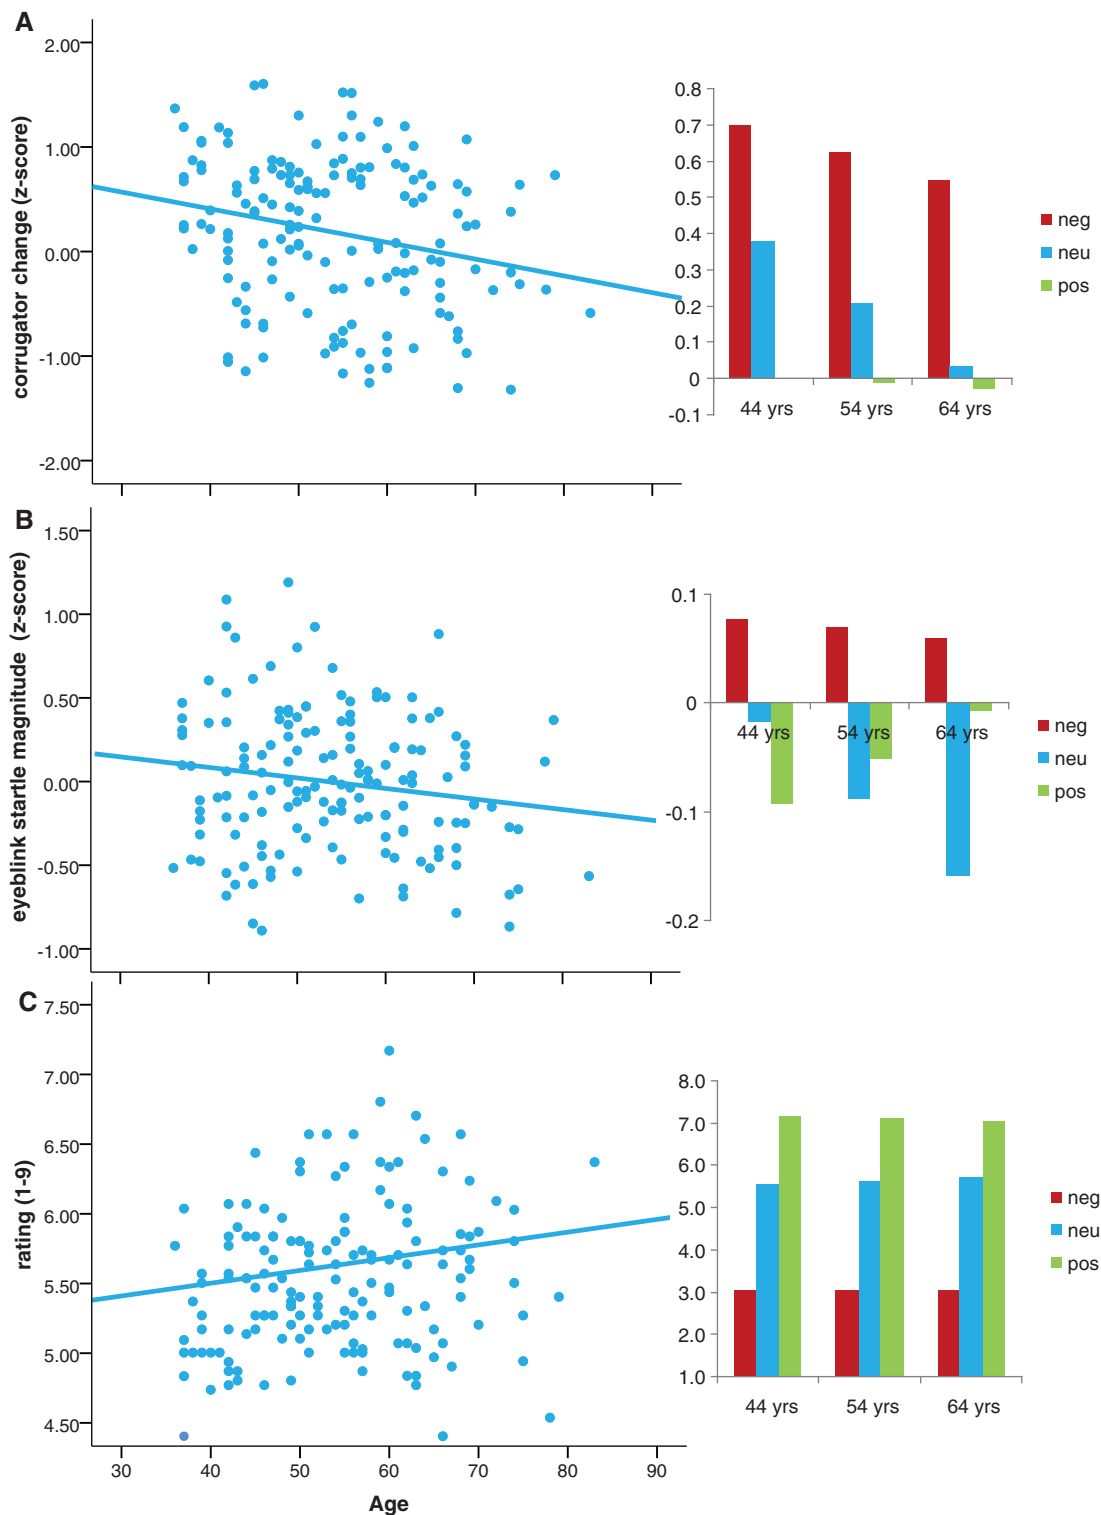 A
corrugator change (z-score)
2.00
1.00
0.00
-1.00
-2.00
0.8
0.7
0.6
0.5
0.4
0.3
0.2
0.1
0
-0.1
44 yrs 54 yrs 64 yrs
neg
neu
pos
B
eyeblink startle magnitude (z-score)
1.50
1.00
0.50
0.00
-0.50
-1.00
0.1
0
-0.1
-0.2
44 yrs 54 yrs 64 yrs
neg
neu
pos
C
rating (1-9)
7.50
7.00
6.50
6.00
5.50
5.00
4.50
30 40 50 60 70 80 90
Age
8.0
7.0
6.0
5.0
4.0
3.0
2.0
1.0
44 yrs 54 yrs 64 yrs
neg
neu
pos